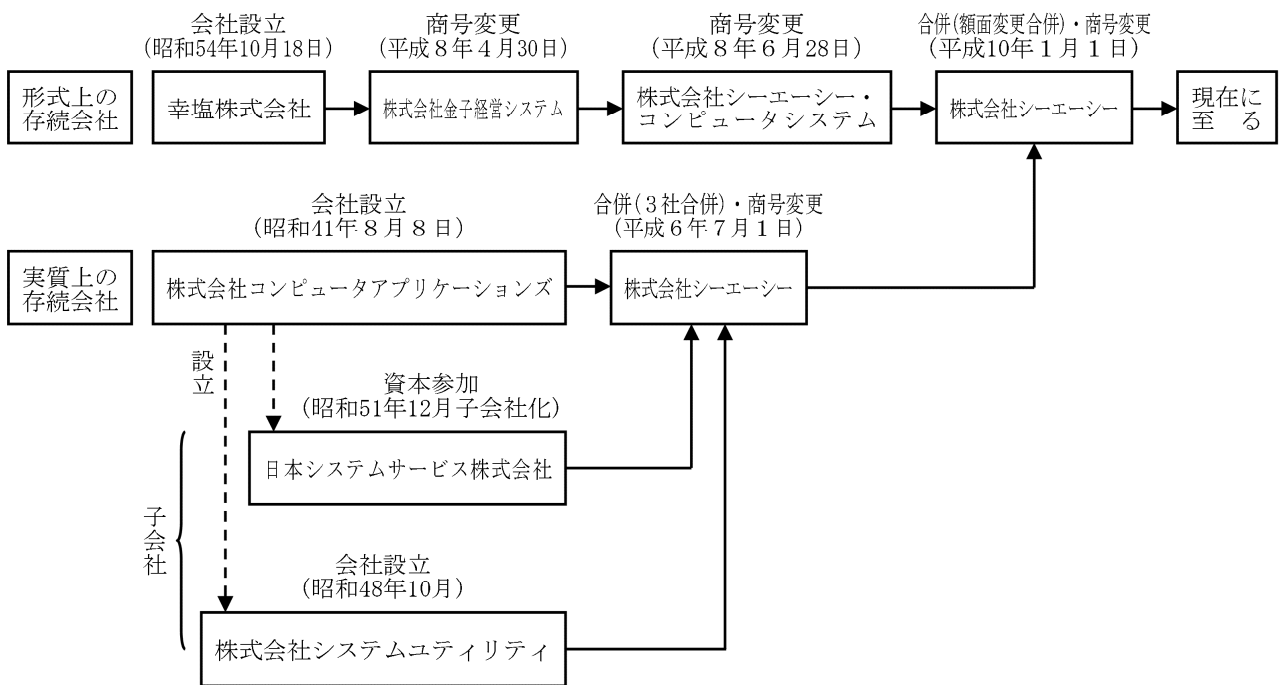 会社設立
(昭和54年10月18日)
商号変更
(平成８年４月30日)
商号変更
(平成８年６月28日)
合併(額面変更合併)・商号変更
(平成10年１月１日)
形式上の
存続会社
幸塩株式会社
株式会社金子経営システム
株式会社シーエーシー・
コンピュータシステム
株式会社シーエーシー
現在に
至　る
会社設立
(昭和41年８月８日)
合併(３社合併)・商号変更
(平成６年７月１日)
実質上の
存続会社
株式会社コンピュータアプリケーションズ
株式会社シーエーシー
設立
資本参加
(昭和51年12月子会社化)
日本システムサービス株式会社
子会社
会社設立
(昭和48年10月)
株式会社システムユティリティ